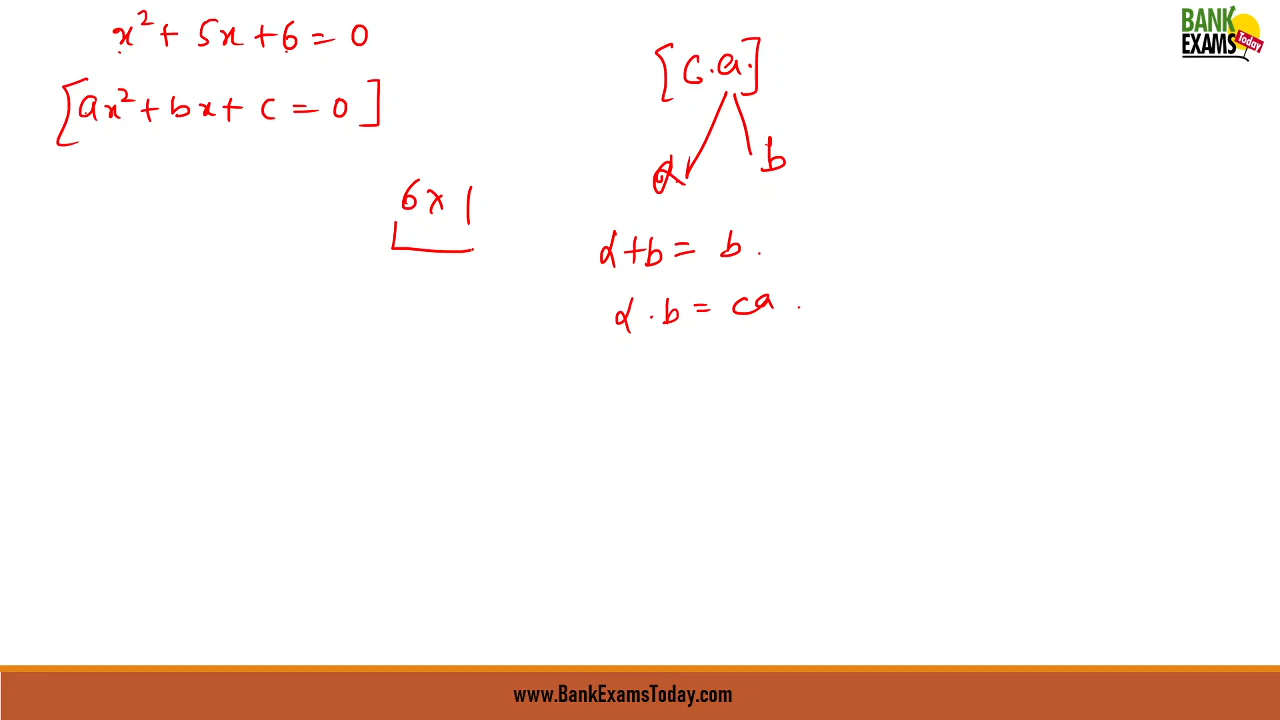 x² + 5x + 6 = 0
[ax² + bx + c = 0]
6 x 1
[c.a.]
α b
α + b = b.
α . b = ca.
BANK
EXAMS
Today
www.BankExamsToday.com